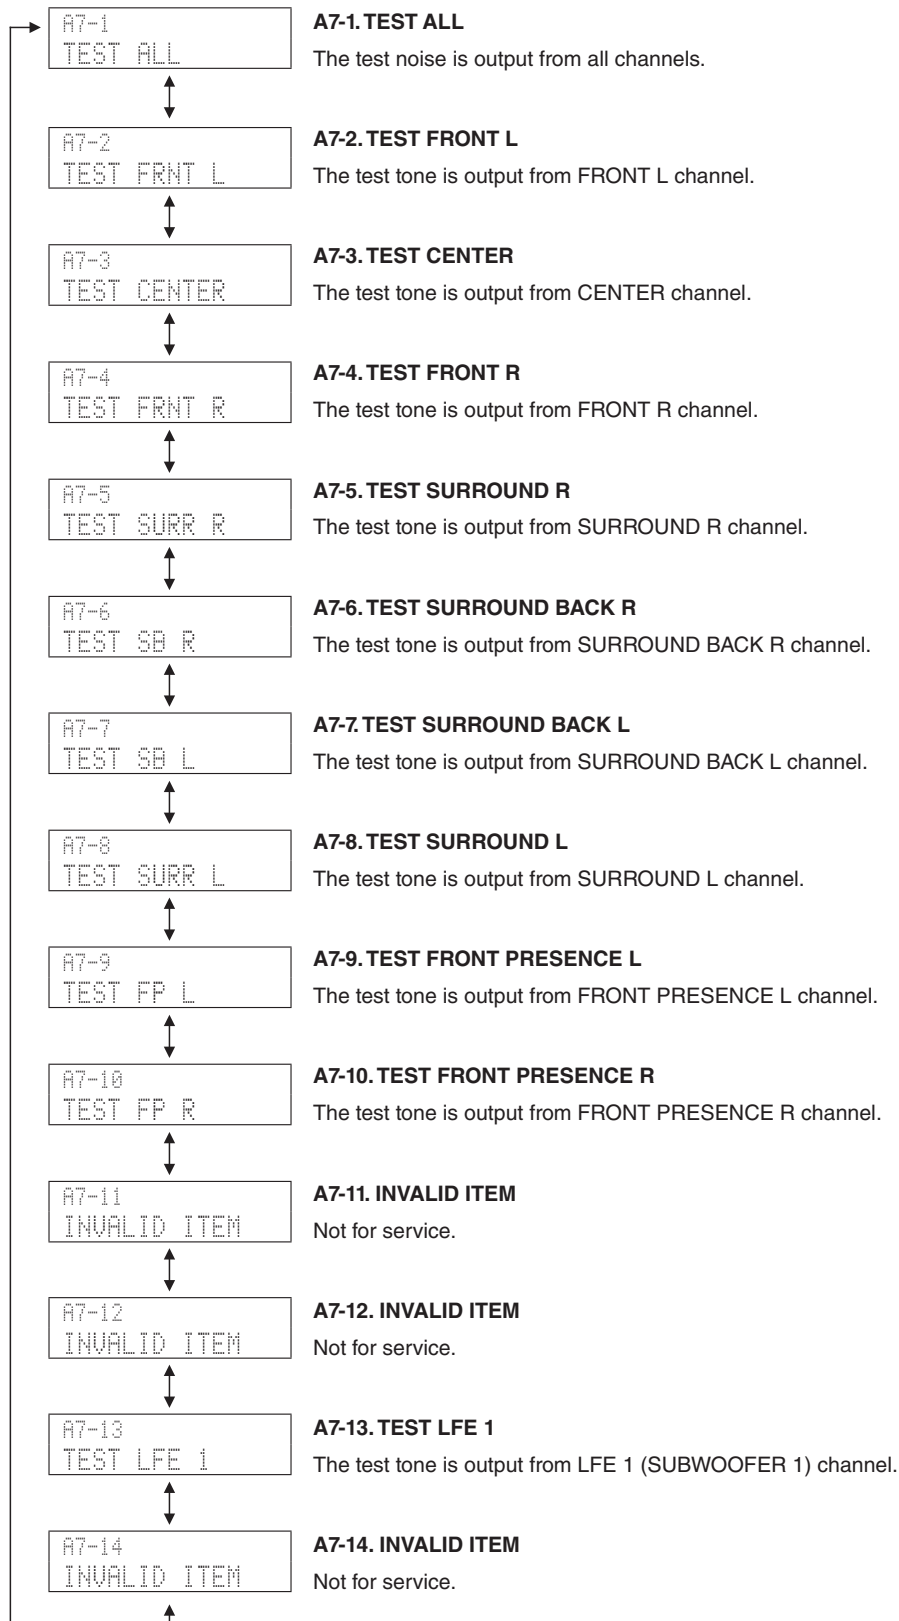 A7-1
TEST ALL
A7-1. TEST ALL
The test noise is output from all channels.
A7-2
TEST FRNT L
A7-2. TEST FRONT L
The test tone is output from FRONT L channel.
A7-3
TEST CENTER
A7-3. TEST CENTER
The test tone is output from CENTER channel.
A7-4
TEST FRNT R
A7-4. TEST FRONT R
The test tone is output from FRONT R channel.
A7-5
TEST SURR R
A7-5. TEST SURROUND R
The test tone is output from SURROUND R channel.
A7-6
TEST SB R
A7-6. TEST SURROUND BACK R
The test tone is output from SURROUND BACK R channel.
A7-7
TEST SB L
A7-7. TEST SURROUND BACK L
The test tone is output from SURROUND BACK L channel.
A7-8
TEST SURR L
A7-8. TEST SURROUND L
The test tone is output from SURROUND L channel.
A7-9
TEST FP L
A7-9. TEST FRONT PRESENCE L
The test tone is output from FRONT PRESENCE L channel.
A7-10
TEST FP R
A7-10. TEST FRONT PRESENCE R
The test tone is output from FRONT PRESENCE R channel.
A7-11
INVALID ITEM
A7-11. INVALID ITEM
Not for service.
A7-12
INVALID ITEM
A7-12. INVALID ITEM
Not for service.
A7-13
TEST LFE 1
A7-13. TEST LFE 1
The test tone is output from LFE 1 (SUBWOOFER 1) channel.
A7-14
INVALID ITEM
A7-14. INVALID ITEM
Not for service.